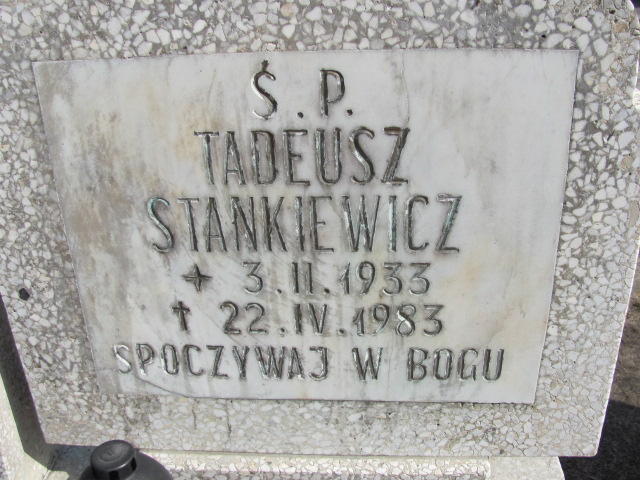 Ś.P.
TADEUSZ
STANKIEWICZ
✦ 3.II.1933
✝ 22.IV.1983
SPOCZYWAJ W BOGU